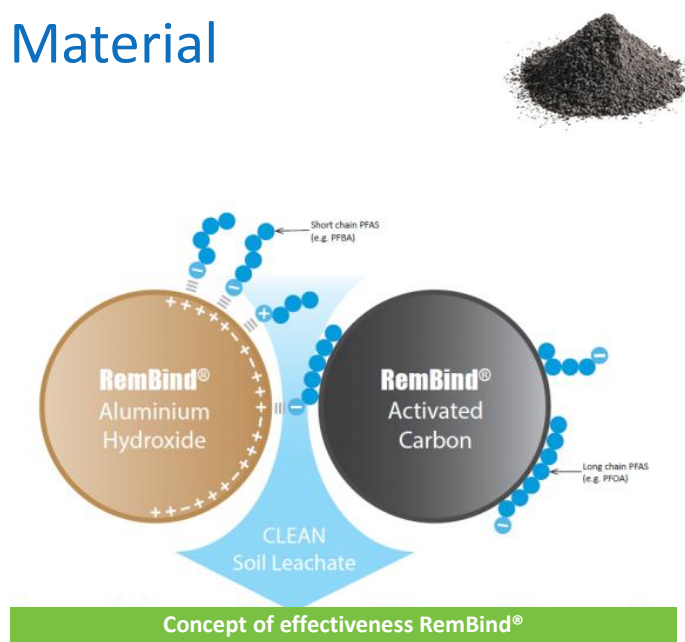 Material
Short chain PFAS
(e.g. PFBA)
RemBind®
Aluminium
Hydroxide
RemBind®
Activated
Carbon
Long chain PFAS
(e.g. PFOA)
CLEAN
Soil Leachate
Concept of effectiveness RemBind®